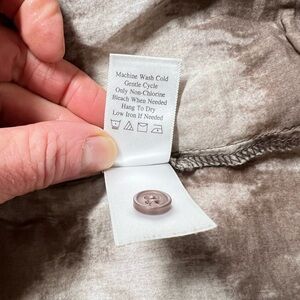 Machine Wash Cold
Gentle Cycle
Only Non-Chlorine
Bleach When Needed
Hang To Dry
Low Iron If Needed